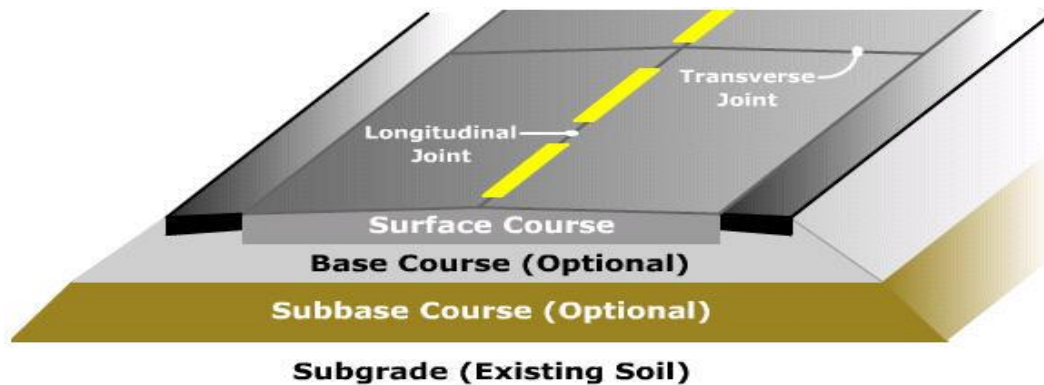 Transverse
Joint
Longitudinal
Joint
Surface Course
Base Course (Optional)
Subbase Course (Optional)
Subgrade (Existing Soil)